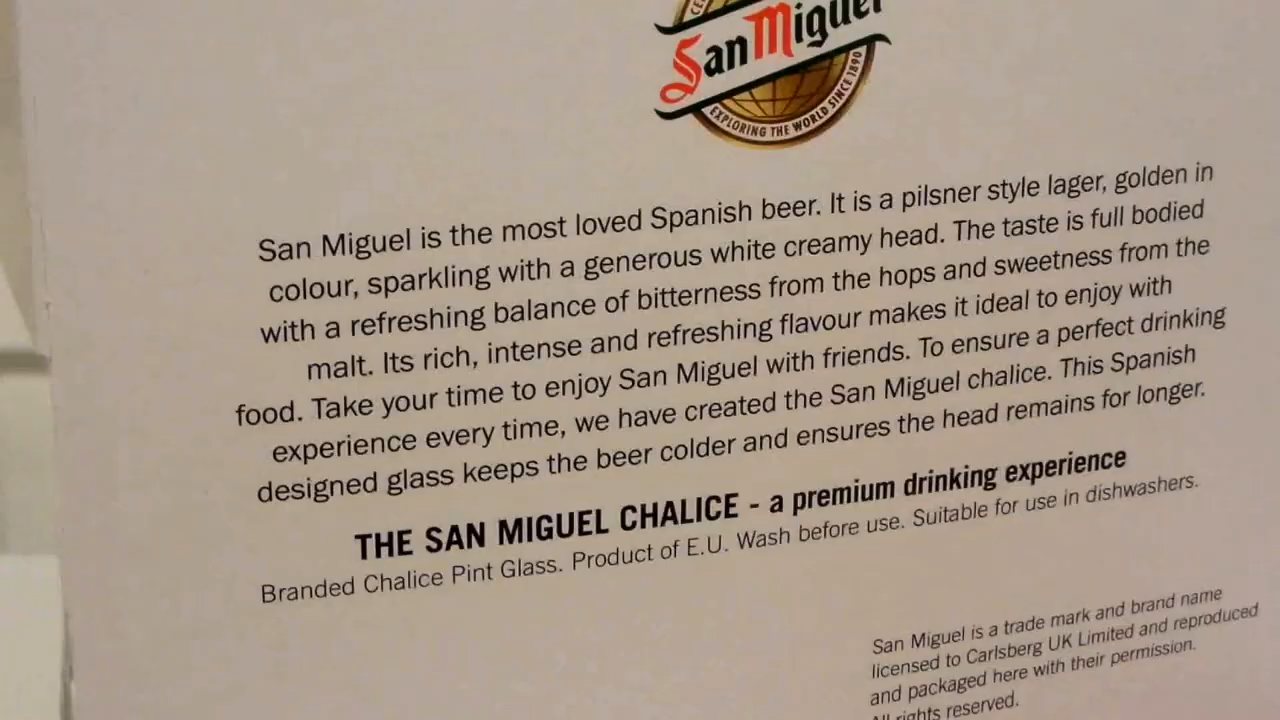 San Miguel
EXPLORING THE WORLD SINCE 1890
San Miguel is the most loved Spanish beer. It is a pilsner style lager, golden in
colour, sparkling with a generous white creamy head. The taste is full bodied
with a refreshing balance of bitterness from the hops and sweetness from the
malt. Its rich, intense and refreshing flavour makes it ideal to enjoy with
food. Take your time to enjoy San Miguel with friends. To ensure a perfect drinking
experience every time, we have created the San Miguel chalice. This Spanish
designed glass keeps the beer colder and ensures the head remains for longer.
THE SAN MIGUEL CHALICE - a premium drinking experience
Branded Chalice Pint Glass. Product of E.U. Wash before use. Suitable for use in dishwashers.
San Miguel is a trade mark and brand name
licensed to Carlsberg UK Limited and reproduced
and packaged here with their permission.
All rights reserved.